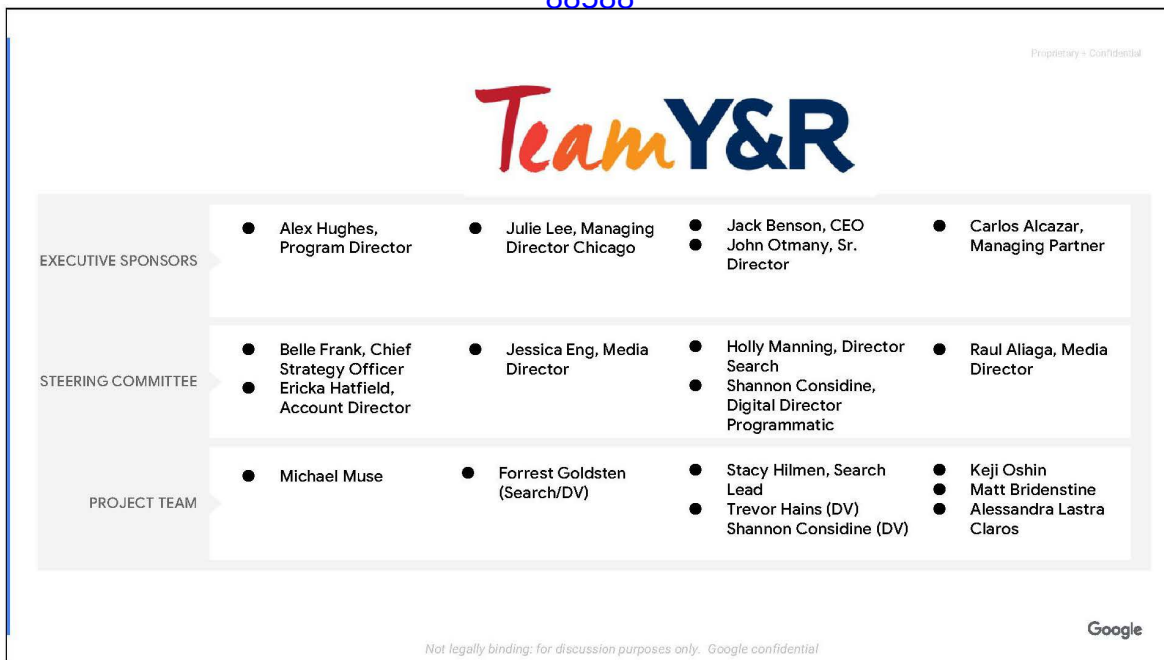 Proprietary + Confidential
TeamY&R
EXECUTIVE SPONSORS
● Alex Hughes,
Program Director
● Julie Lee, Managing
Director Chicago
● Jack Benson, CEO
● John Otmany, Sr.
Director
● Carlos Alcazar,
Managing Partner
STEERING COMMITTEE
● Belle Frank, Chief
Strategy Officer
● Ericka Hatfield,
Account Director
● Jessica Eng, Media
Director
● Holly Manning, Director
Search
● Shannon Considine,
Digital Director
Programmatic
● Raul Aliaga, Media
Director
PROJECT TEAM
● Michael Muse
● Forrest Goldsten
(Search/DV)
● Stacy Hilmen, Search
Lead
● Trevor Hains (DV)
Shannon Considine (DV)
● Keji Oshin
● Matt Bridenstine
● Alessandra Lastra
Claros
Google
Not legally binding: for discussion purposes only. Google confidential